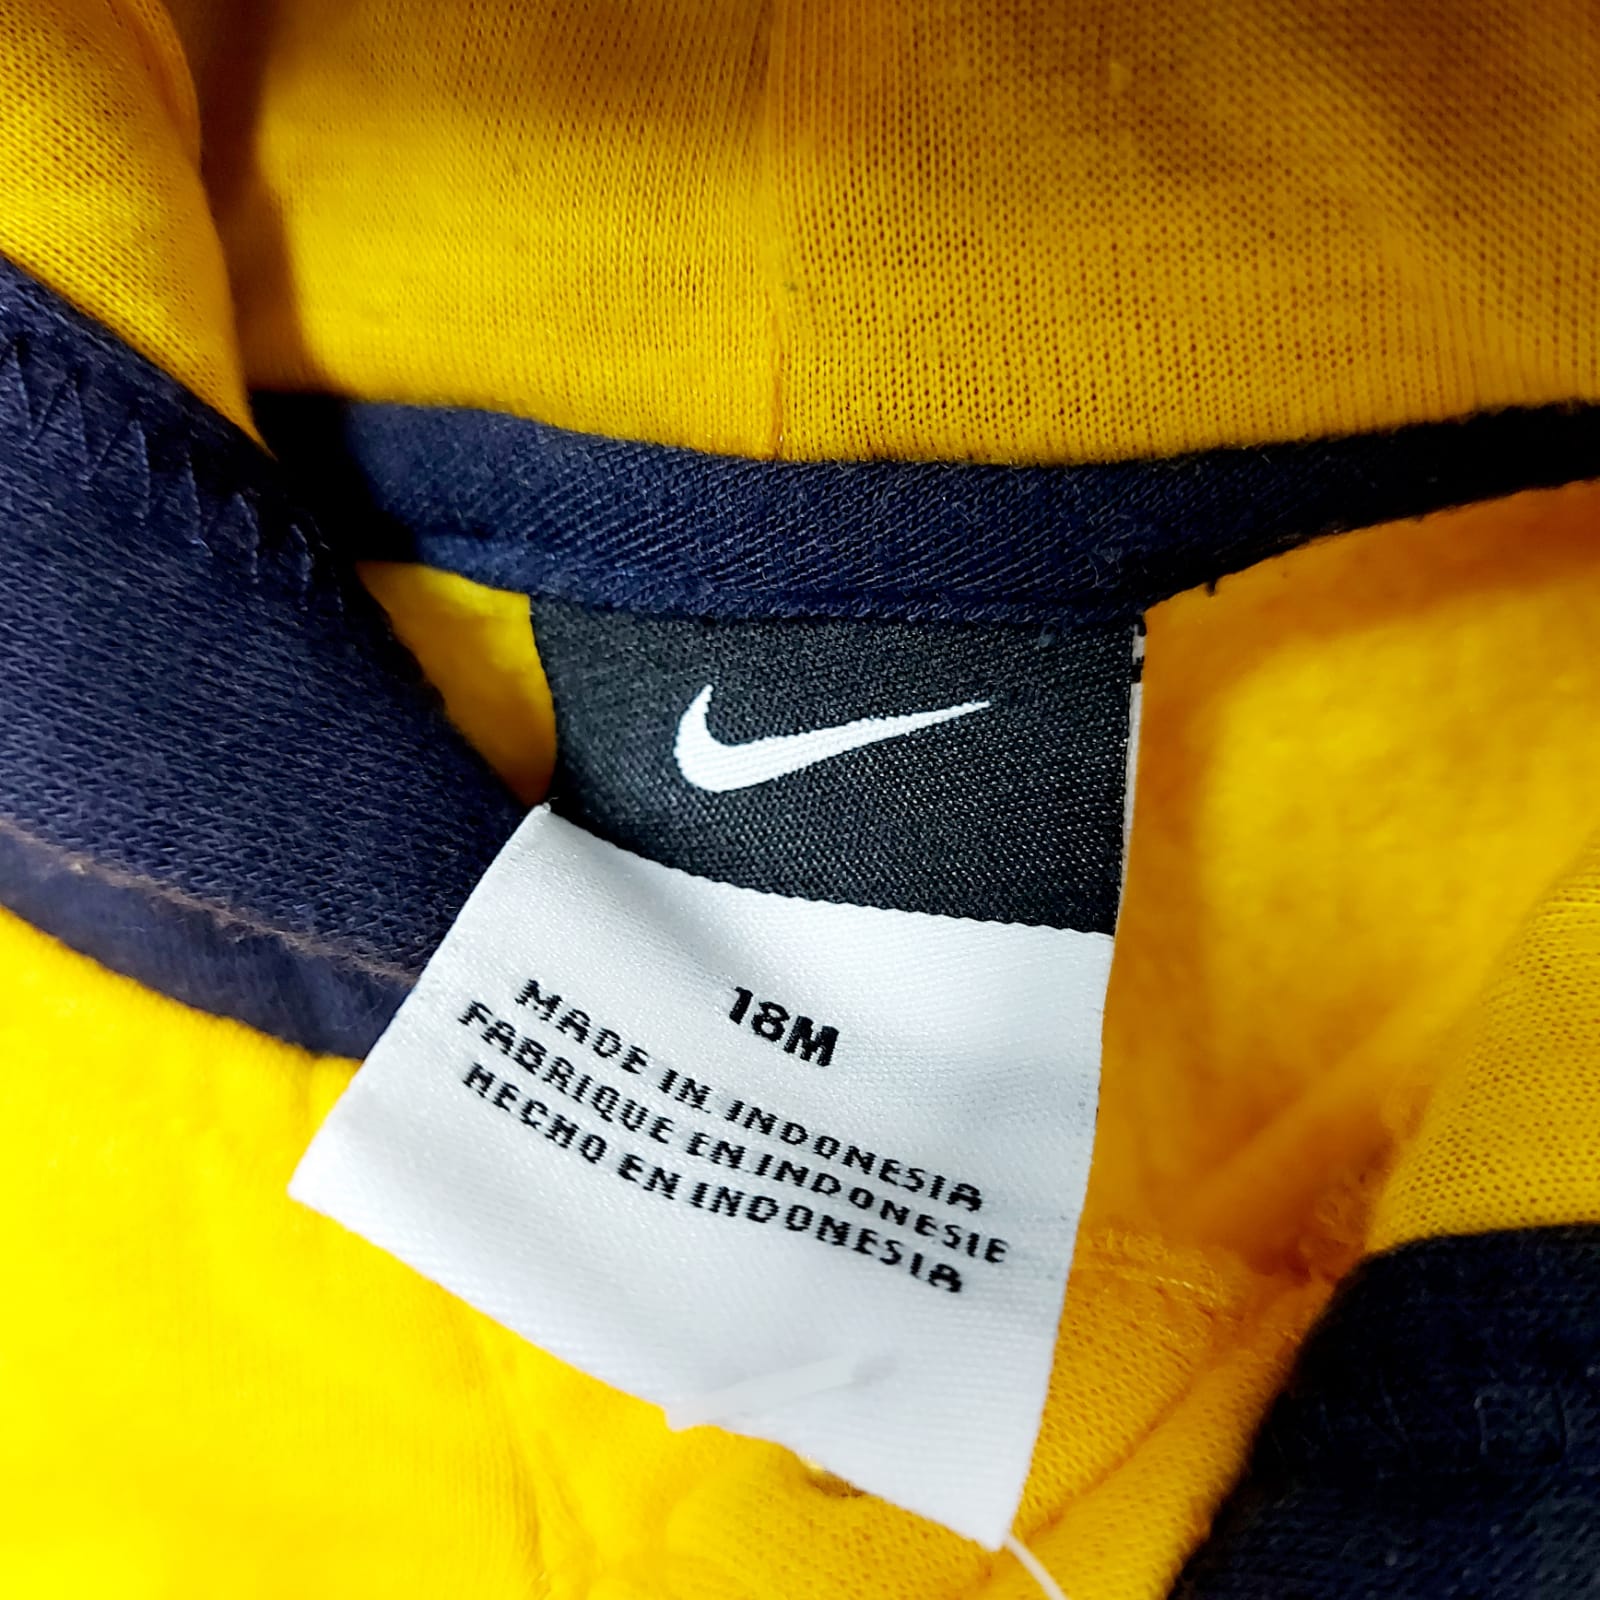 18M
MADE IN INDONESIA
FABRIQUE EN INDONESIE
HECHO EN INDONESIA